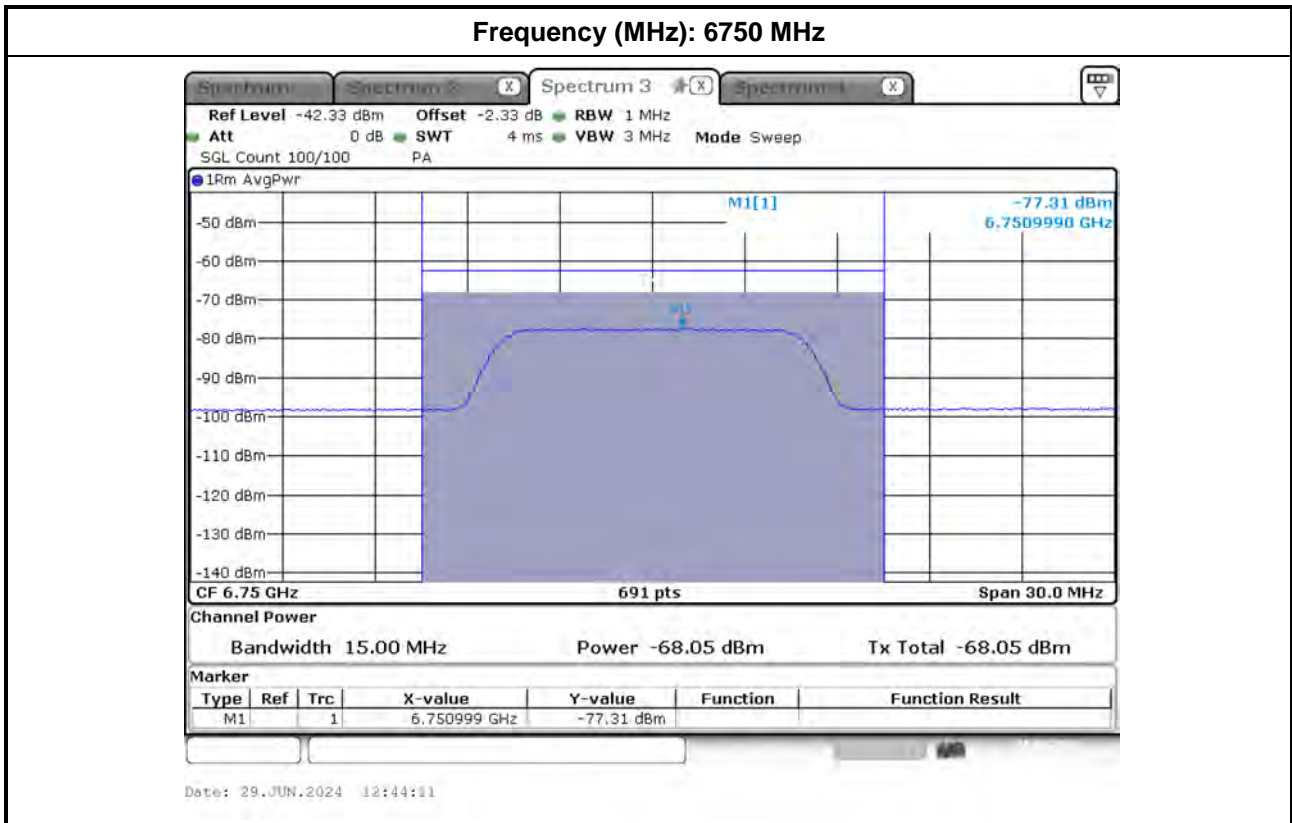 Frequency (MHz): 6750 MHz
Spectrum 3
Ref Level -42.33 dBm Offset -2.33 dB RBW 1 MHz
Att 0 dB SWT 4 ms VBW 3 MHz Mode Sweep
SGL Count 100/100 PA
1Rm AvgPwr
M1[1] -77.31 dBm
6.7509990 GHz
-50 dBm
-60 dBm
-70 dBm
M1
-80 dBm
-90 dBm
-100 dBm
-110 dBm
-120 dBm
-130 dBm
-140 dBm
CF 6.75 GHz 691 pts Span 30.0 MHz
Channel Power
Bandwidth 15.00 MHz Power -68.05 dBm Tx Total -68.05 dBm
Marker
Type Ref Trc X-value Y-value Function Function Result
M1 1 6.750999 GHz -77.31 dBm
Date: 29.JUN.2024 12:44:11